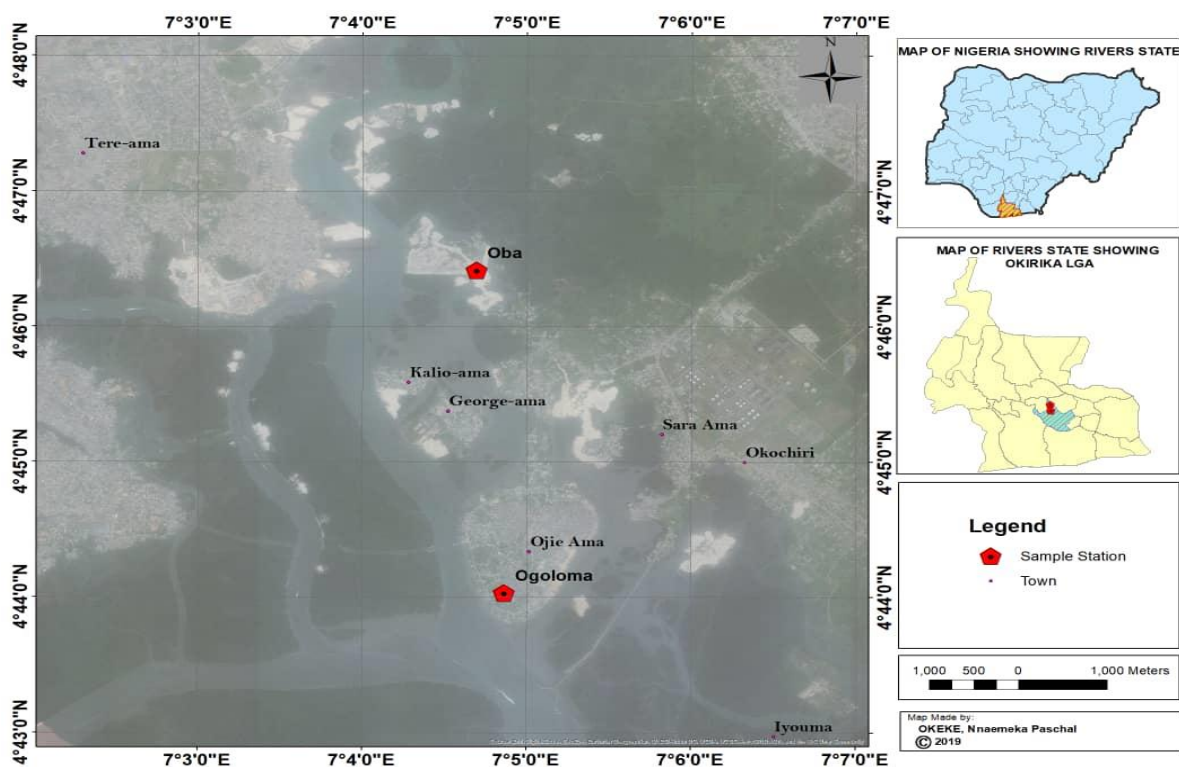 7°3'0"E 7°4'0"E 7°5'0"E 7°6'0"E 7°7'0"E
4°48'0"N
4°47'0"N
4°46'0"N
4°45'0"N
4°44'0"N
4°43'0"N
N
Tere-ama
Oba
Kalio-ama
George-ama
Sara Ama
Okochiri
Ojie Ama
Ogoloma
Iyouma
4°47'0"N
4°46'0"N
4°45'0"N
4°44'0"N
4°43'0"N
7°3'0"E 7°4'0"E 7°5'0"E 7°6'0"E 7°7'0"E
MAP OF NIGERIA SHOWING RIVERS STATE
MAP OF RIVERS STATE SHOWING
OKIRIKA LGA
Legend
Sample Station
Town
1,000 500 0 1,000 Meters
Map Made by:
OKEKE, Nnaemeka Paschal
© 2019